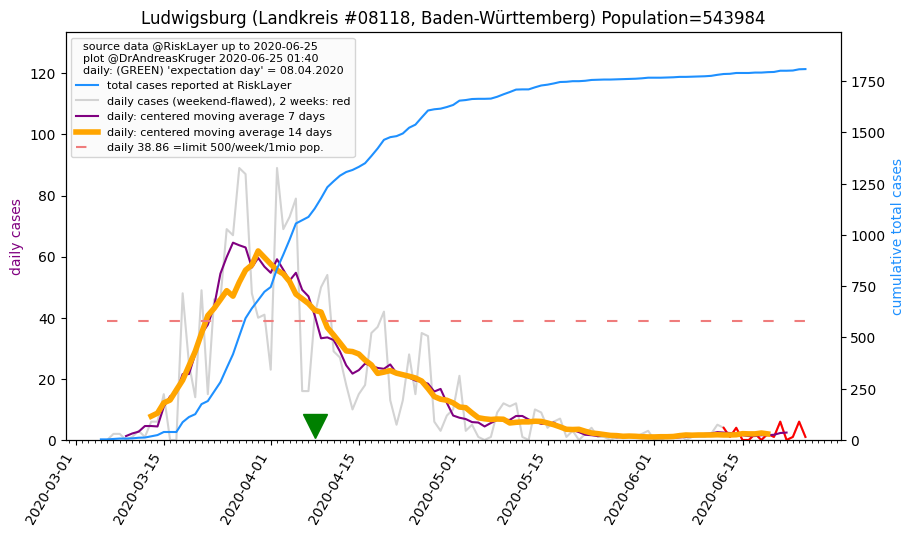 Ludwigsburg (Landkreis #08118, Baden-Württemberg) Population=543984
source data @RiskLayer up to 2020-06-25
plot @DrAndreasKruger 2020-06-25 01:40
daily: (GREEN) 'expectation day' = 08.04.2020
total cases reported at RiskLayer
daily cases (weekend-flawed), 2 weeks: red
daily: centered moving average 7 days
daily: centered moving average 14 days
daily 38.86 =limit 500/week/1mio pop.
daily cases
120
100
80
60
40
20
0
cumulative total cases
1750
1500
1250
1000
750
500
250
0
2020-03-01
2020-03-15
2020-04-01
2020-04-15
2020-05-01
2020-05-15
2020-06-01
2020-06-15